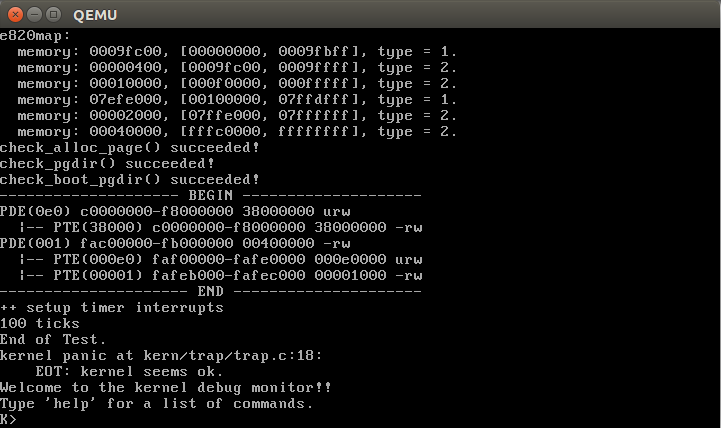 QEMU
e820map:
  memory: 0009fc00, [00000000, 0009fbff], type = 1.
  memory: 00000400, [0009fc00, 0009ffff], type = 2.
  memory: 00010000, [000f0000, 000fffff], type = 2.
  memory: 07efe000, [00100000, 07ffdfff], type = 1.
  memory: 00002000, [07ffe000, 07ffffff], type = 2.
  memory: 00040000, [fffc0000, ffffffff], type = 2.
check_alloc_page() succeeded!
check_pgdir() succeeded!
check_boot_pgdir() succeeded!
-------------------- BEGIN --------------------
PDE(0e0) c0000000-f8000000 38000000 urw
  |-- PTE(38000) c0000000-f8000000 38000000 -rw
PDE(001) fac00000-fb000000 00400000 -rw
  |-- PTE(000e0) faf00000-fafe0000 000e0000 urw
  |-- PTE(00001) fafeb000-fafec000 00001000 -rw
--------------------- END ---------------------
++ setup timer interrupts
100 ticks
End of Test.
kernel panic at kern/trap/trap.c:18:
    EOT: kernel seems ok.
Welcome to the kernel debug monitor!!
Type 'help' for a list of commands.
K>